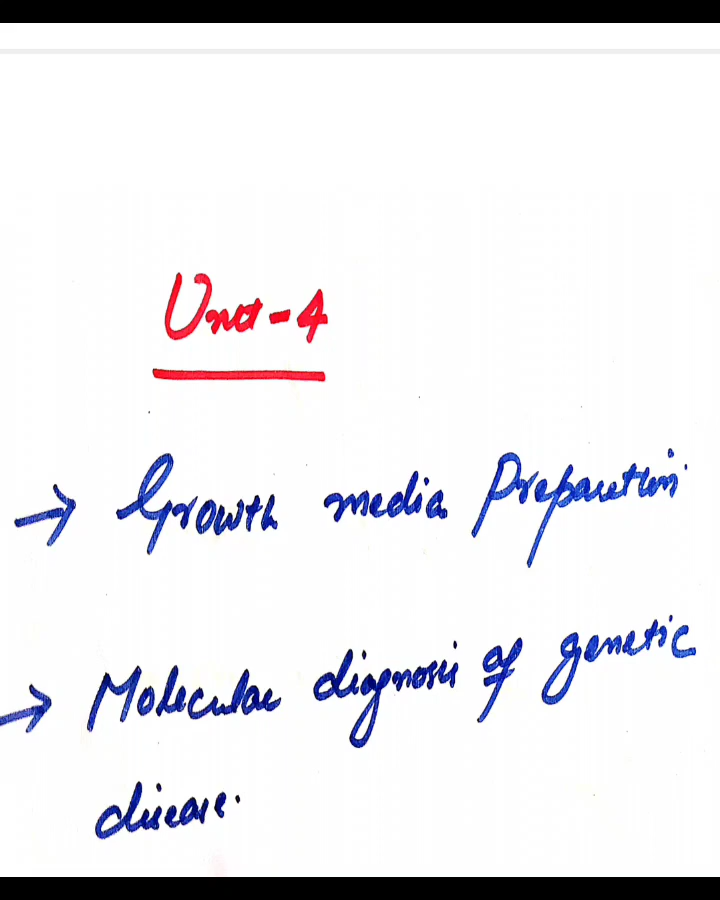 Unit-4
→ Growth media Preparation
→ Molecular diagnosis of genetic
disease.